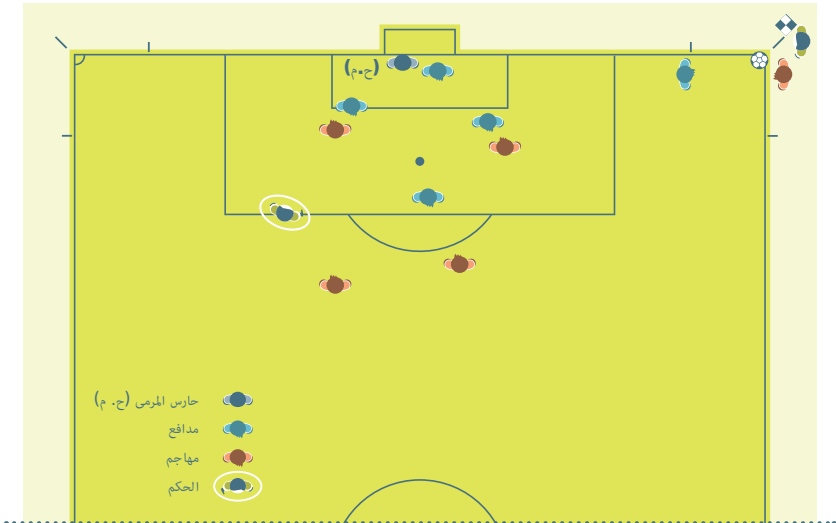 (ح.م)
حارس المرمى (ح. م)
مدافع
مهاجم
الحكم